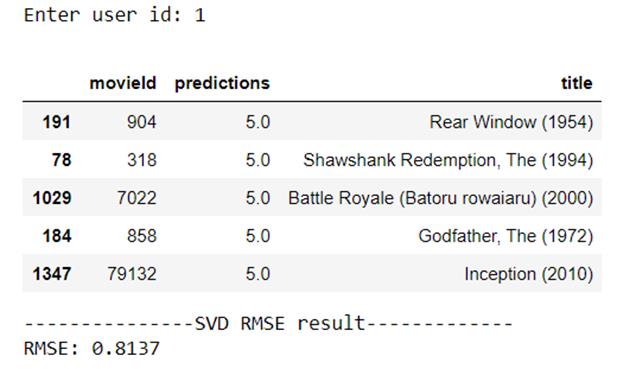 Enter user id: 1
movieId predictions title
191 904 5.0 Rear Window (1954)
78 318 5.0 Shawshank Redemption, The (1994)
1029 7022 5.0 Battle Royale (Batoru rowaiaru) (2000)
184 858 5.0 Godfather, The (1972)
1347 79132 5.0 Inception (2010)
---------------SVD RMSE result-------------
RMSE: 0.8137